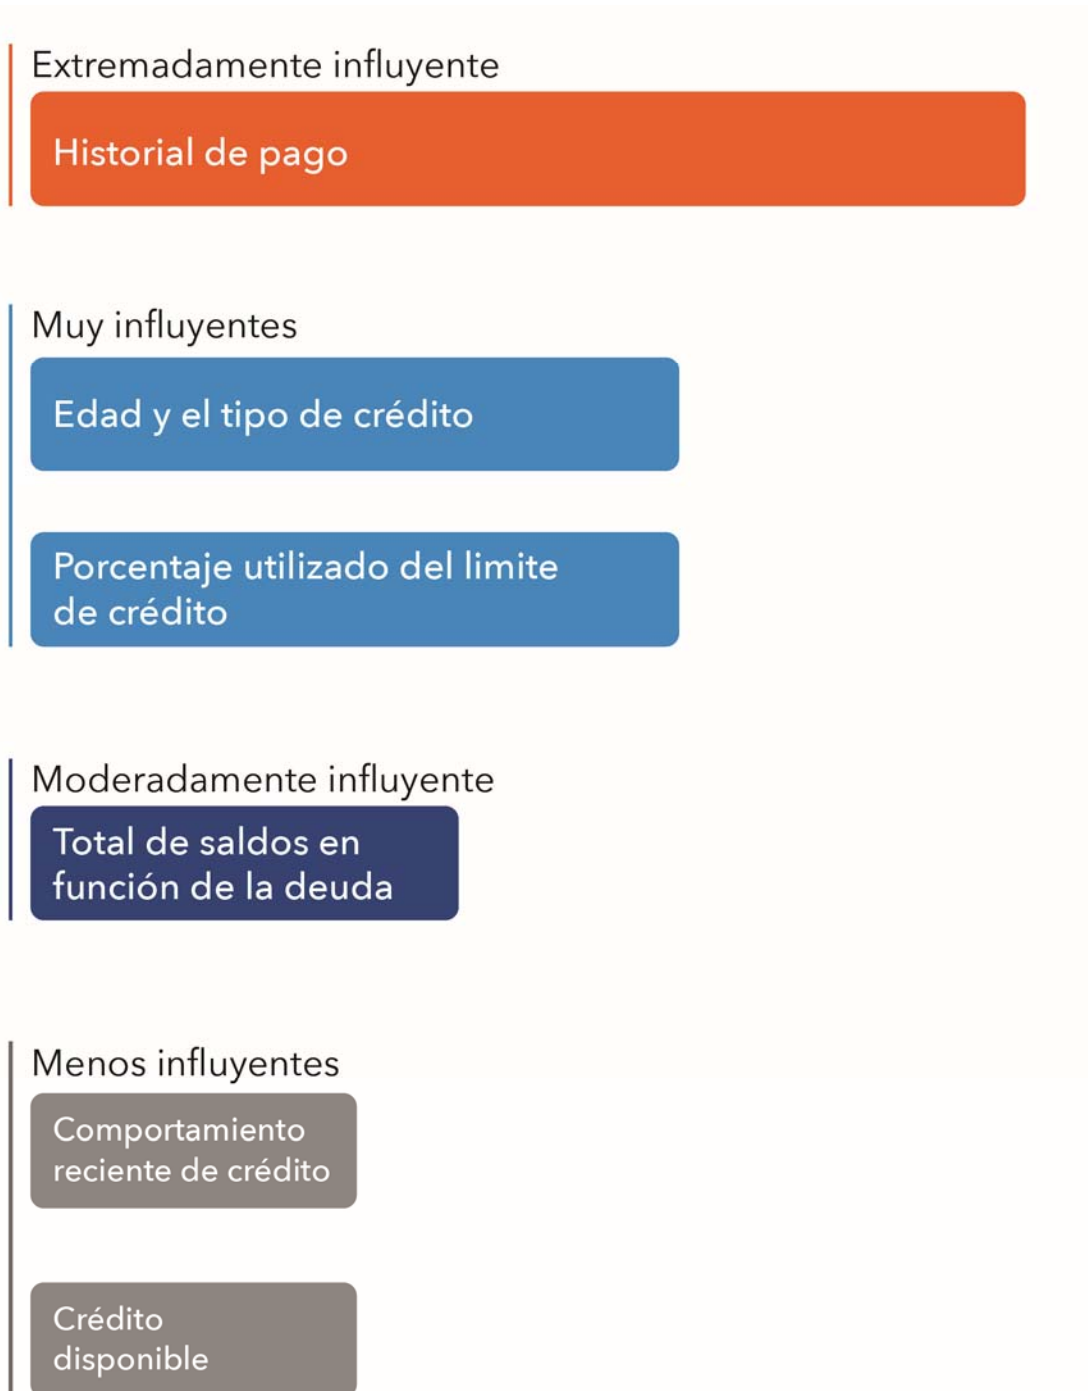 Extremadamente influyente
Historial de pago
Muy influyentes
Edad y el tipo de crédito
Porcentaje utilizado del limite
de crédito
Moderadamente influyente
Total de saldos en
función de la deuda
Menos influyentes
Comportamiento
reciente de crédito
Crédito
disponible